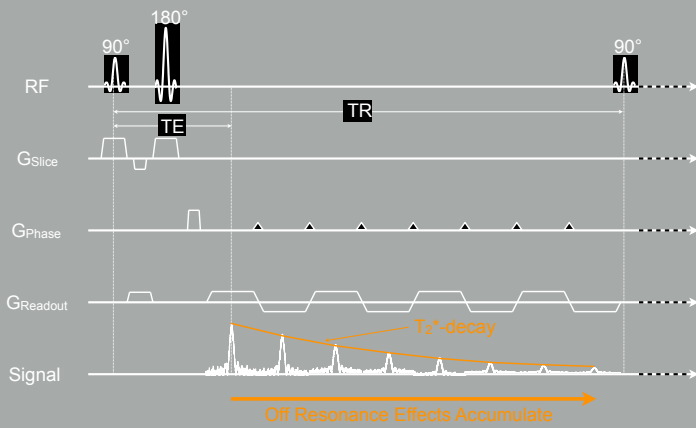 180°
90°
90°
RF
TR
TE
GSlice
GPhase
GReadout
T2*-decay
Signal
Off Resonance Effects Accumulate